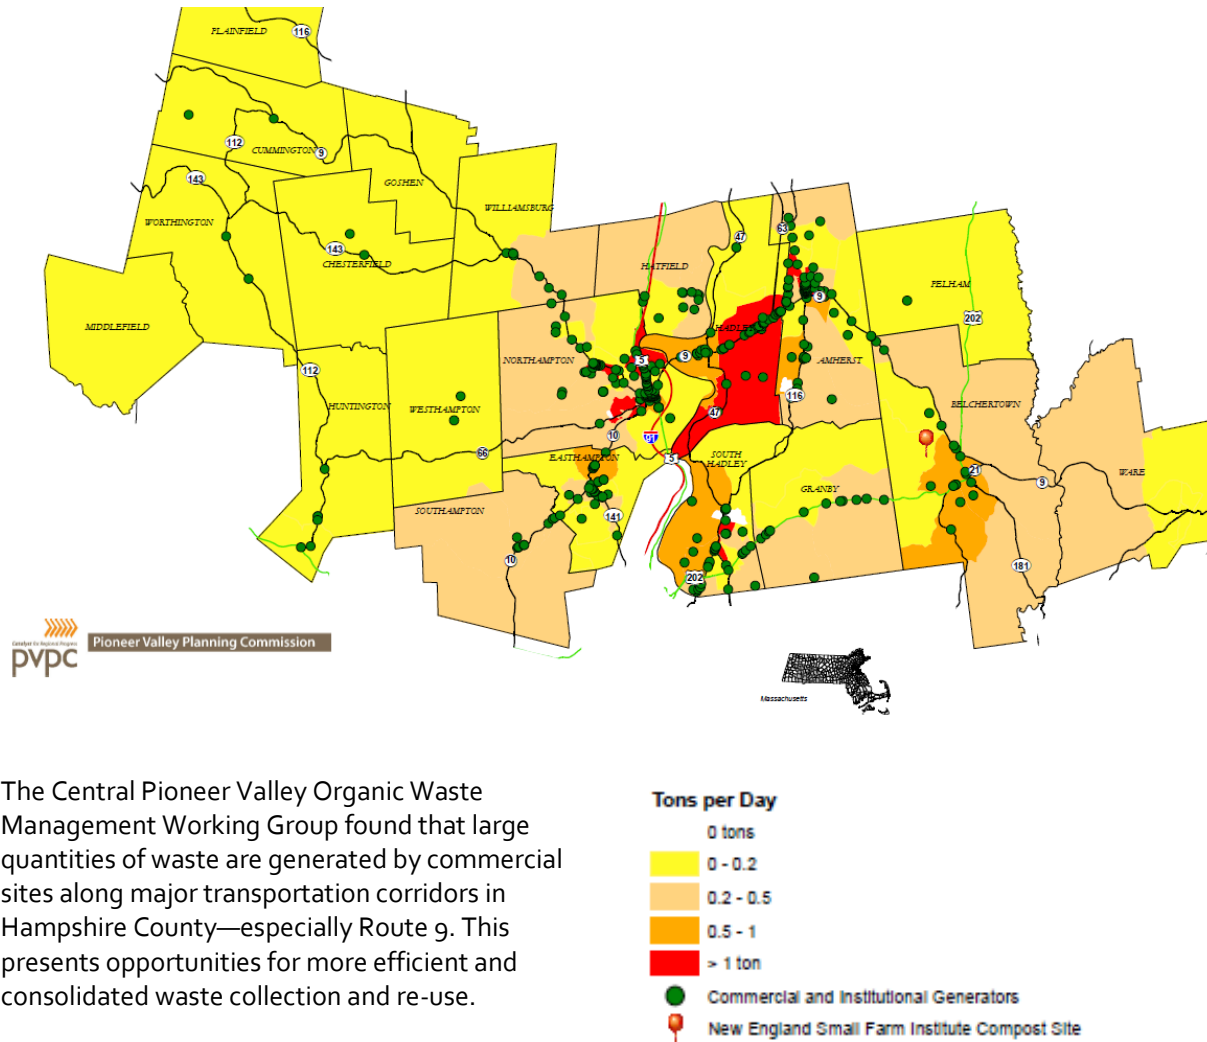 PLAINFIELD
116
112
CUMMINGTON
9
143
GOSHEN
WORTHINGTON
WILLIAMSBURG
143
CHESTERFIELD
47
63
HATFIELD
PELHAM
MIDDLEFIELD
9
202
HADLEY
NORTHAMPTON
5
9
AMHERST
112
116
HUNTINGTON
WESTHAMPTON
47
BELCHERTOWN
10
91
66
EASTHAMPTON
5
SOUTH
HADLEY
21
WARE
9
GRANBY
SOUTHAMPTON
141
10
202
181
Catalyst for Regional Progress
pvpc
Pioneer Valley Planning Commission
Massachusetts
The Central Pioneer Valley Organic Waste
Management Working Group found that large
quantities of waste are generated by commercial
sites along major transportation corridors in
Hampshire County—especially Route 9. This
presents opportunities for more efficient and
consolidated waste collection and re-use.
Tons per Day
0 tons
0 - 0.2
0.2 - 0.5
0.5 - 1
> 1 ton
Commercial and Institutional Generators
New England Small Farm Institute Compost Site